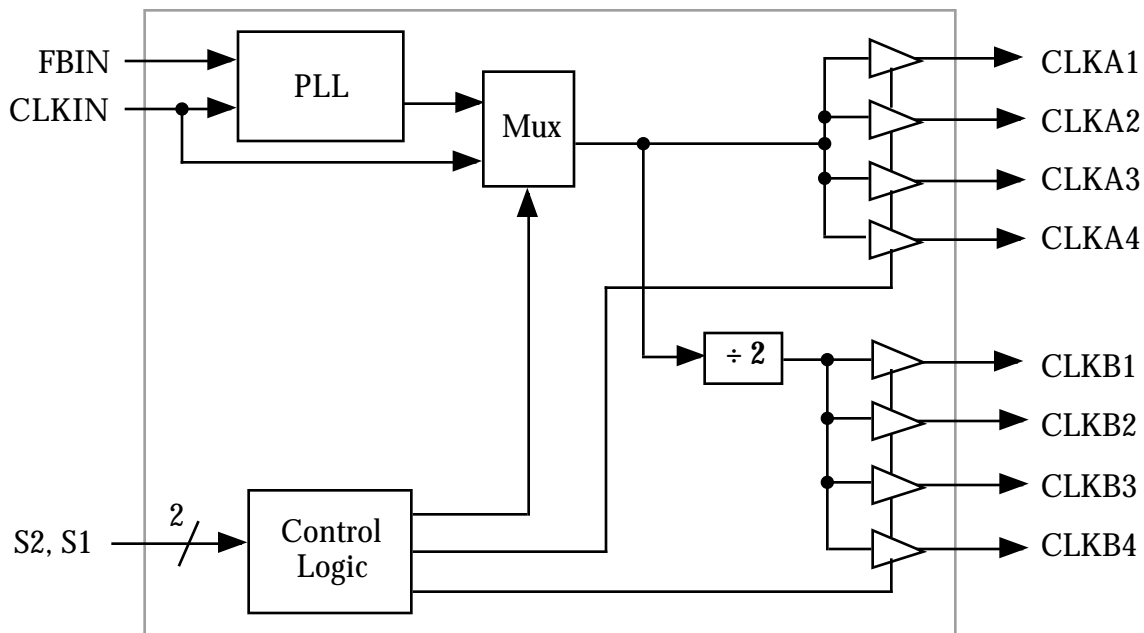 FBIN
CLKIN
PLL
Mux
CLKA1
CLKA2
CLKA3
CLKA4
÷ 2
CLKB1
CLKB2
CLKB3
CLKB4
S2, S1
2
Control
Logic